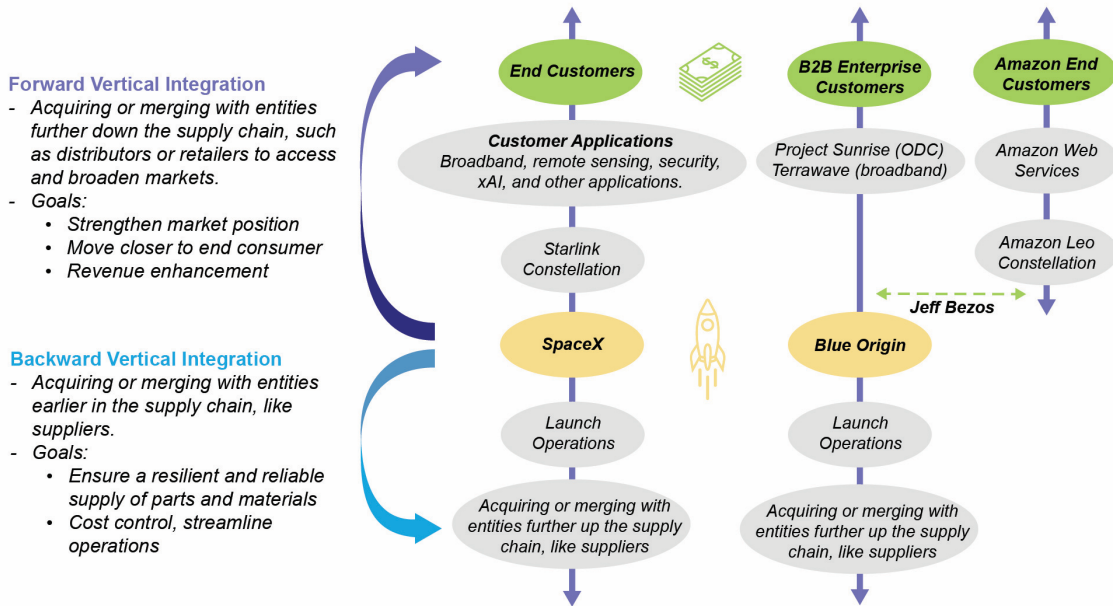 Forward Vertical Integration
- Acquiring or merging with entities
further down the supply chain, such
as distributors or retailers to access
and broaden markets.
- Goals:
• Strengthen market position
• Move closer to end consumer
• Revenue enhancement
Backward Vertical Integration
- Acquiring or merging with entities
earlier in the supply chain, like
suppliers.
- Goals:
• Ensure a resilient and reliable
supply of parts and materials
• Cost control, streamline
operations
End Customers
$
Customer Applications
Broadband, remote sensing, security,
xAI, and other applications.
Starlink
Constellation
SpaceX
Launch
Operations
Acquiring or merging with
entities further up the supply
chain, like suppliers
B2B Enterprise
Customers
Project Sunrise (ODC)
Terrawave (broadband)
Blue Origin
Launch
Operations
Acquiring or merging with
entities further up the supply
chain, like suppliers
Amazon End
Customers
Amazon Web
Services
Amazon Leo
Constellation
Jeff Bezos